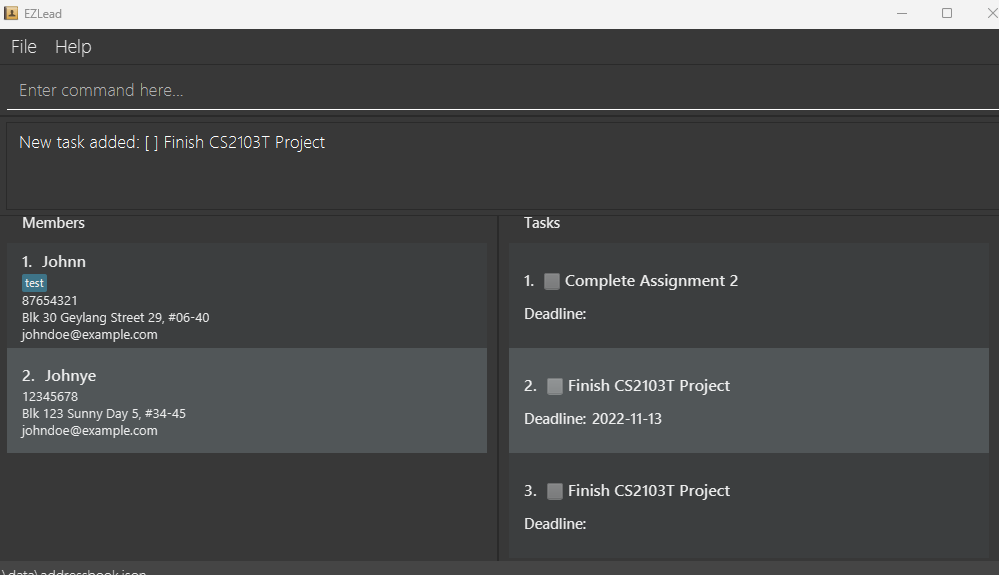 EZLead
File Help
Enter command here...
New task added: [ ] Finish CS2103T Project
Members
1. Johnn
test
87654321
Blk 30 Geylang Street 29, #06-40
johndoe@example.com
2. Johnye
12345678
Blk 123 Sunny Day 5, #34-45
johndoe@example.com
Tasks
1. Complete Assignment 2
Deadline:
2. Finish CS2103T Project
Deadline: 2022-11-13
3. Finish CS2103T Project
Deadline:
\data\addressbook.json